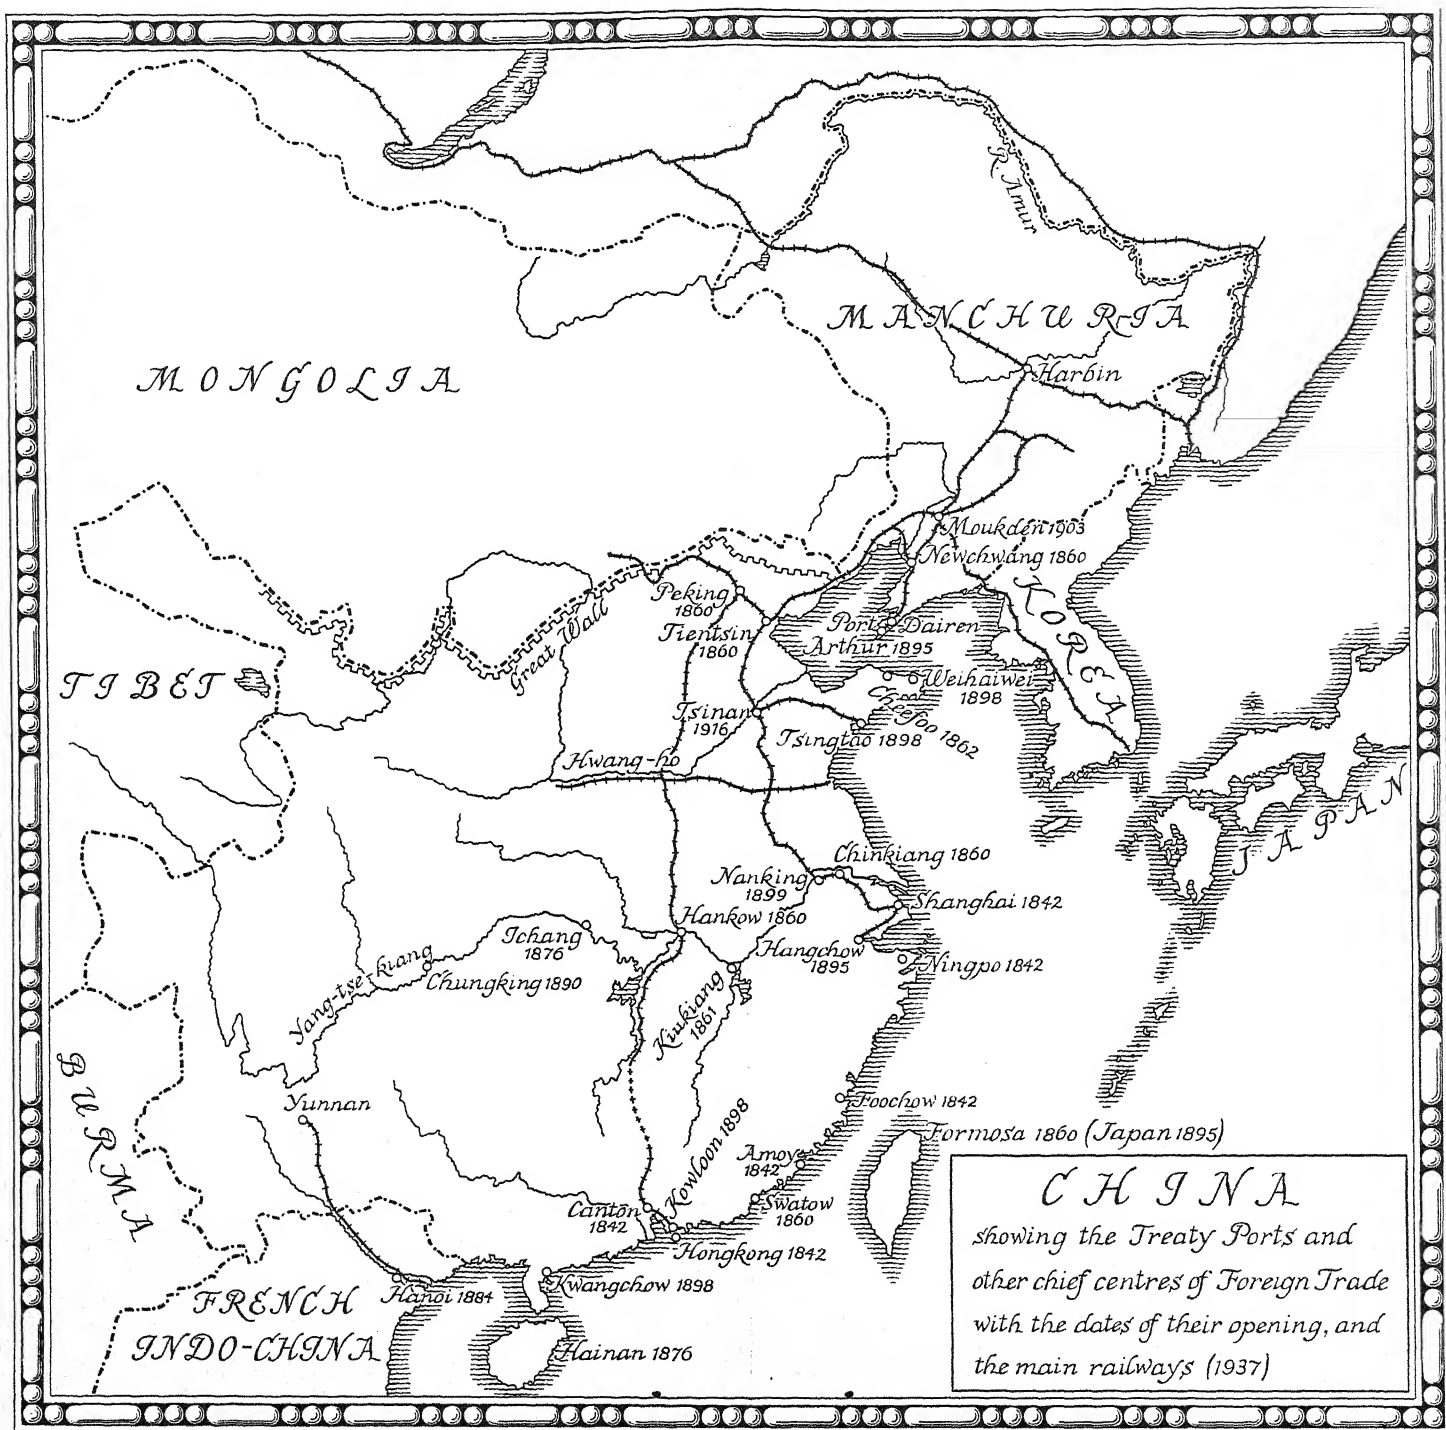 R. Amur
MANCHURIA
MONGOLIA
Harbin
Moukden 1903
Newchwang 1860
Peking
1860
Great Wall
Tientsin
1860
Port
Arthur 1895
Dairen
KOREA
TIBET
Weihaiwei
1898
Cheefoo 1862
Tsinan
1916
Tsingtao 1898
Hwang-ho
JAPAN
Chinkiang 1860
Nanking
1899
Shanghai 1842
Hankow 1860
Ichang
1876
Hangchow
1895
Ningpo 1842
Yang-tse-kiang
Chungking 1890
Kiukiang
1861
BURMA
Yunnan
Foochow 1842
Formosa 1860 (Japan 1895)
Kowloon 1898
Amoy
1842
Swatow
1860
Canton
1842
Hongkong 1842
Kwangchow 1898
Hanoi 1884
FRENCH
INDO-CHINA
Hainan 1876
CHINA
showing the Treaty Ports and
other chief centres of Foreign Trade
with the dates of their opening, and
the main railways (1937)